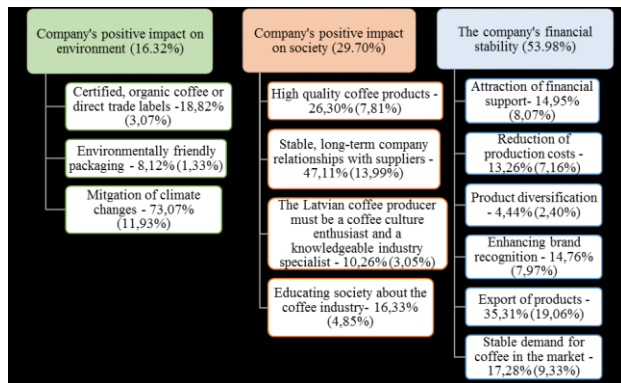 Company's positive impact on
environment (16.32%)
Certified, organic coffee or
direct trade labels -18,82%
(3,07%)
Environmentally friendly
packaging - 8,12% (1,33%)
Mitgation of climate
changes - 73,07%
(11,93%)
Company's positive impact
on society (29.70%)
High quality coffee products -
26,30% (7,81%)
Stable, long-term company
relationships with suppliers -
47,11% (13,99%)
The Latvian coffee producer
must be a coffee culture
enthusiast and a
knowledgeable industry
specialist - 10,26% (3,05%)
Educating society about the
coffee industry- 16,33%
(4,85%)
The company's financial
stability (53.98%)
Attraction of financial
support- 14,95%
(8,07%)
Reduction of
production costs -
13,26% (7,16%)
Product diversification
- 4,44% (2,40%)
Enhancing brand
recognition - 14,76%
(7,97%)
Export of products -
35,31% (19,06%)
Stable demand for
coffee in the market -
17,28% (9,33%)